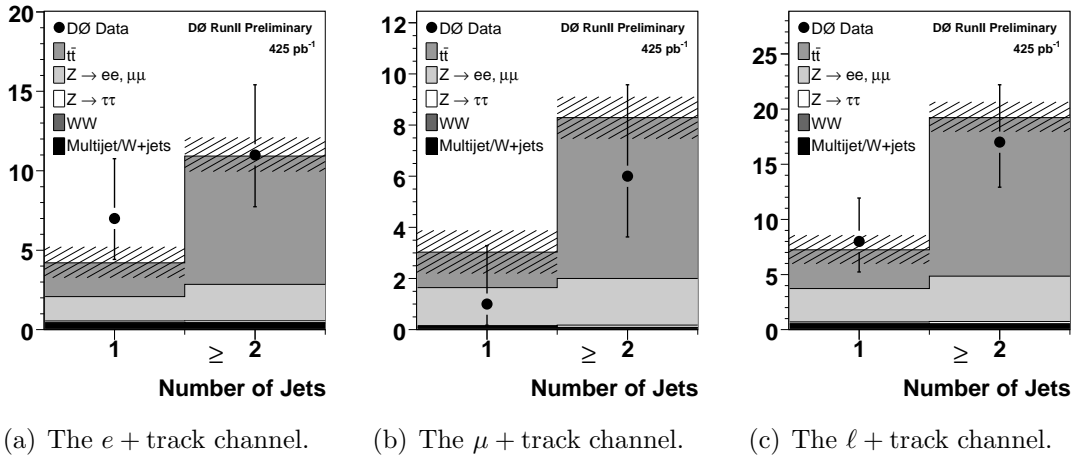 20
15
10
5
0
DØ Data
tt̄
Z → ee, μμ
Z → ττ
WW
Multijet/W+jets
DØ RunII Preliminary
425 pb⁻¹
1
≥ 2
Number of Jets
12
10
8
6
4
2
0
DØ Data
tt̄
Z → ee, μμ
Z → ττ
WW
Multijet/W+jets
DØ RunII Preliminary
425 pb⁻¹
1
≥ 2
Number of Jets
25
20
15
10
5
0
DØ Data
tt̄
Z → ee, μμ
Z → ττ
WW
Multijet/W+jets
DØ RunII Preliminary
425 pb⁻¹
1
≥ 2
Number of Jets
(a) The e + track channel.
(b) The μ + track channel.
(c) The ℓ + track channel.